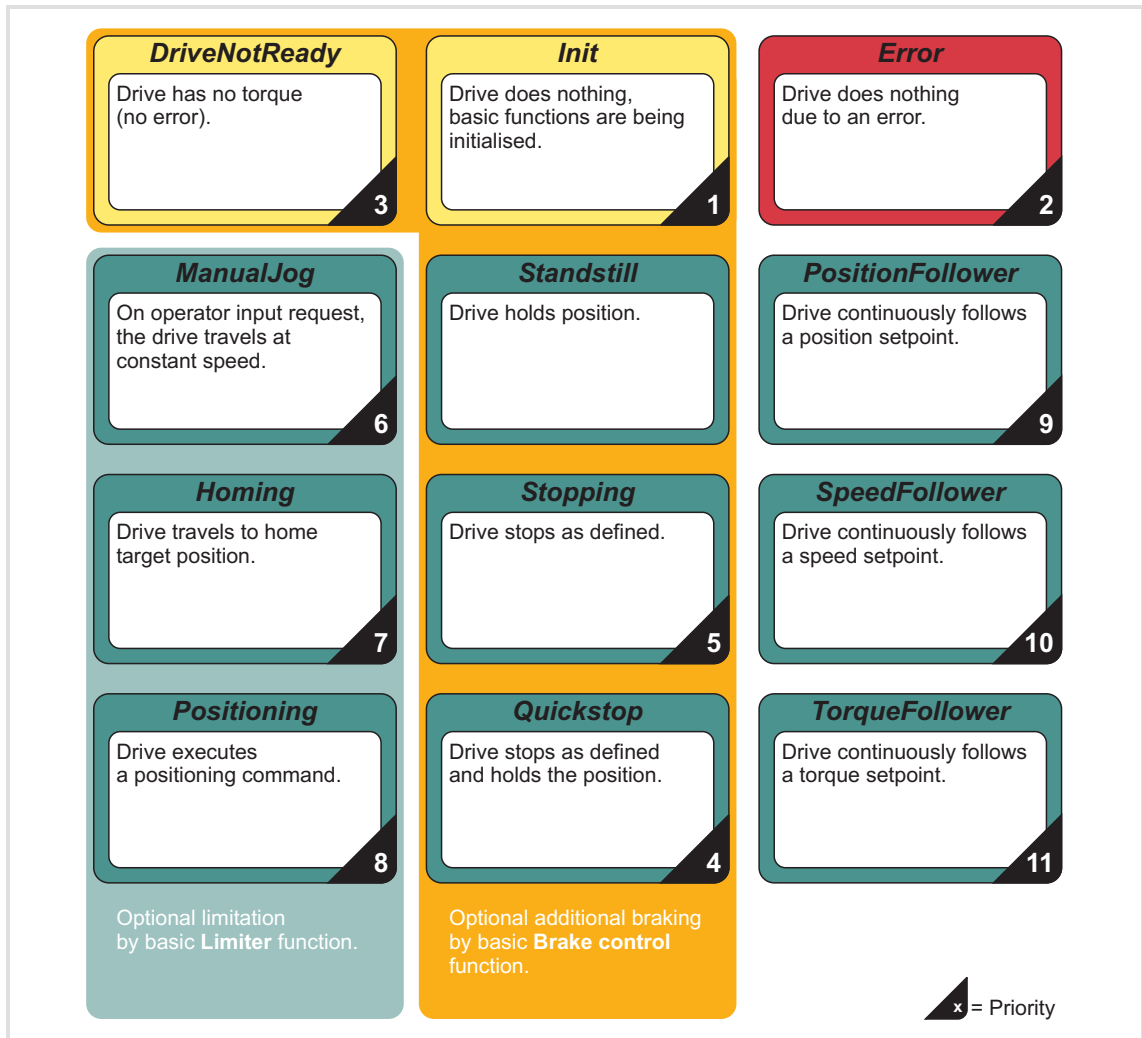 DriveNotReady
Drive has no torque
(no error).
3
Init
Drive does nothing,
basic functions are being
initialised.
1
Error
Drive does nothing
due to an error.
2
ManualJog
On operator input request,
the drive travels at
constant speed.
6
Standstill
Drive holds position.
PositionFollower
Drive continuously follows
a position setpoint.
9
Homing
Drive travels to home
target position.
7
Stopping
Drive stops as defined.
5
SpeedFollower
Drive continuously follows
a speed setpoint.
10
Positioning
Drive executes
a positioning command.
8
Quickstop
Drive stops as defined
and holds the position.
4
TorqueFollower
Drive continuously follows
a torque setpoint.
11
Optional limitation
by basic Limiter function.
Optional additional braking
by basic Brake control
function.
x = Priority